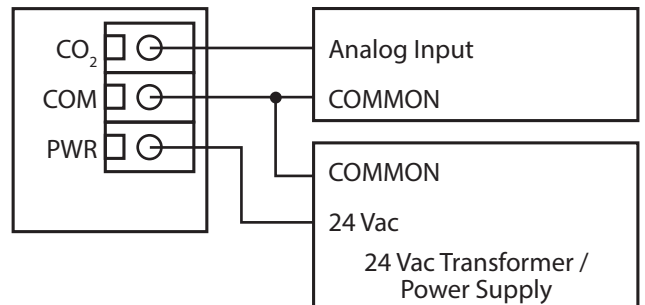 CO₂
COM
PWR
Analog Input
COMMON
COMMON
24 Vac
24 Vac Transformer /
Power Supply